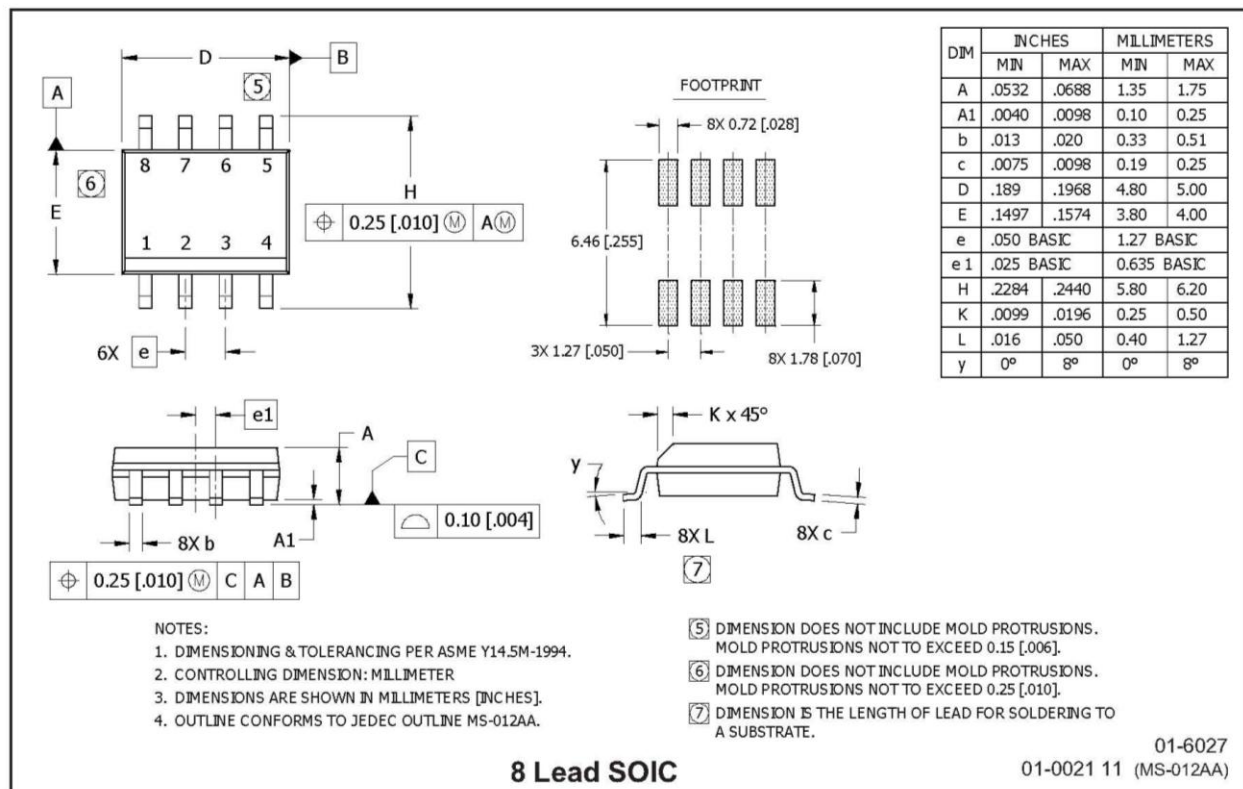 D
B
A
5
8 7 6 5
6
E
H
⌖ 0.25 [.010] Ⓜ A Ⓜ
1 2 3 4
6X e
FOOTPRINT
8X 0.72 [.028]
6.46 [.255]
3X 1.27 [.050]
8X 1.78 [.070]
DIM INCHES MILLIMETERS
MIN MAX MIN MAX
A .0532 .0688 1.35 1.75
A1 .0040 .0098 0.10 0.25
b .013 .020 0.33 0.51
c .0075 .0098 0.19 0.25
D .189 .1968 4.80 5.00
E .1497 .1574 3.80 4.00
e .050 BASIC 1.27 BASIC
e1 .025 BASIC 0.635 BASIC
H .2284 .2440 5.80 6.20
K .0099 .0196 0.25 0.50
L .016 .050 0.40 1.27
y 0° 8° 0° 8°
e1
A
C
0.10 [.004]
8X b
A1
⌖ 0.25 [.010] Ⓜ C A B
K x 45°
y
8X L
8X c
7
NOTES:
1. DIMENSIONING & TOLERANCING PER ASME Y14.5M-1994.
2. CONTROLLING DIMENSION: MILLIMETER
3. DIMENSIONS ARE SHOWN IN MILLIMETERS [INCHES].
4. OUTLINE CONFORMS TO JEDEC OUTLINE MS-012AA.
5 DIMENSION DOES NOT INCLUDE MOLD PROTRUSIONS.
MOLD PROTRUSIONS NOT TO EXCEED 0.15 [.006].
6 DIMENSION DOES NOT INCLUDE MOLD PROTRUSIONS.
MOLD PROTRUSIONS NOT TO EXCEED 0.25 [.010].
7 DIMENSION IS THE LENGTH OF LEAD FOR SOLDERING TO
A SUBSTRATE.
8 Lead SOIC
01-6027
01-0021 11 (MS-012AA)